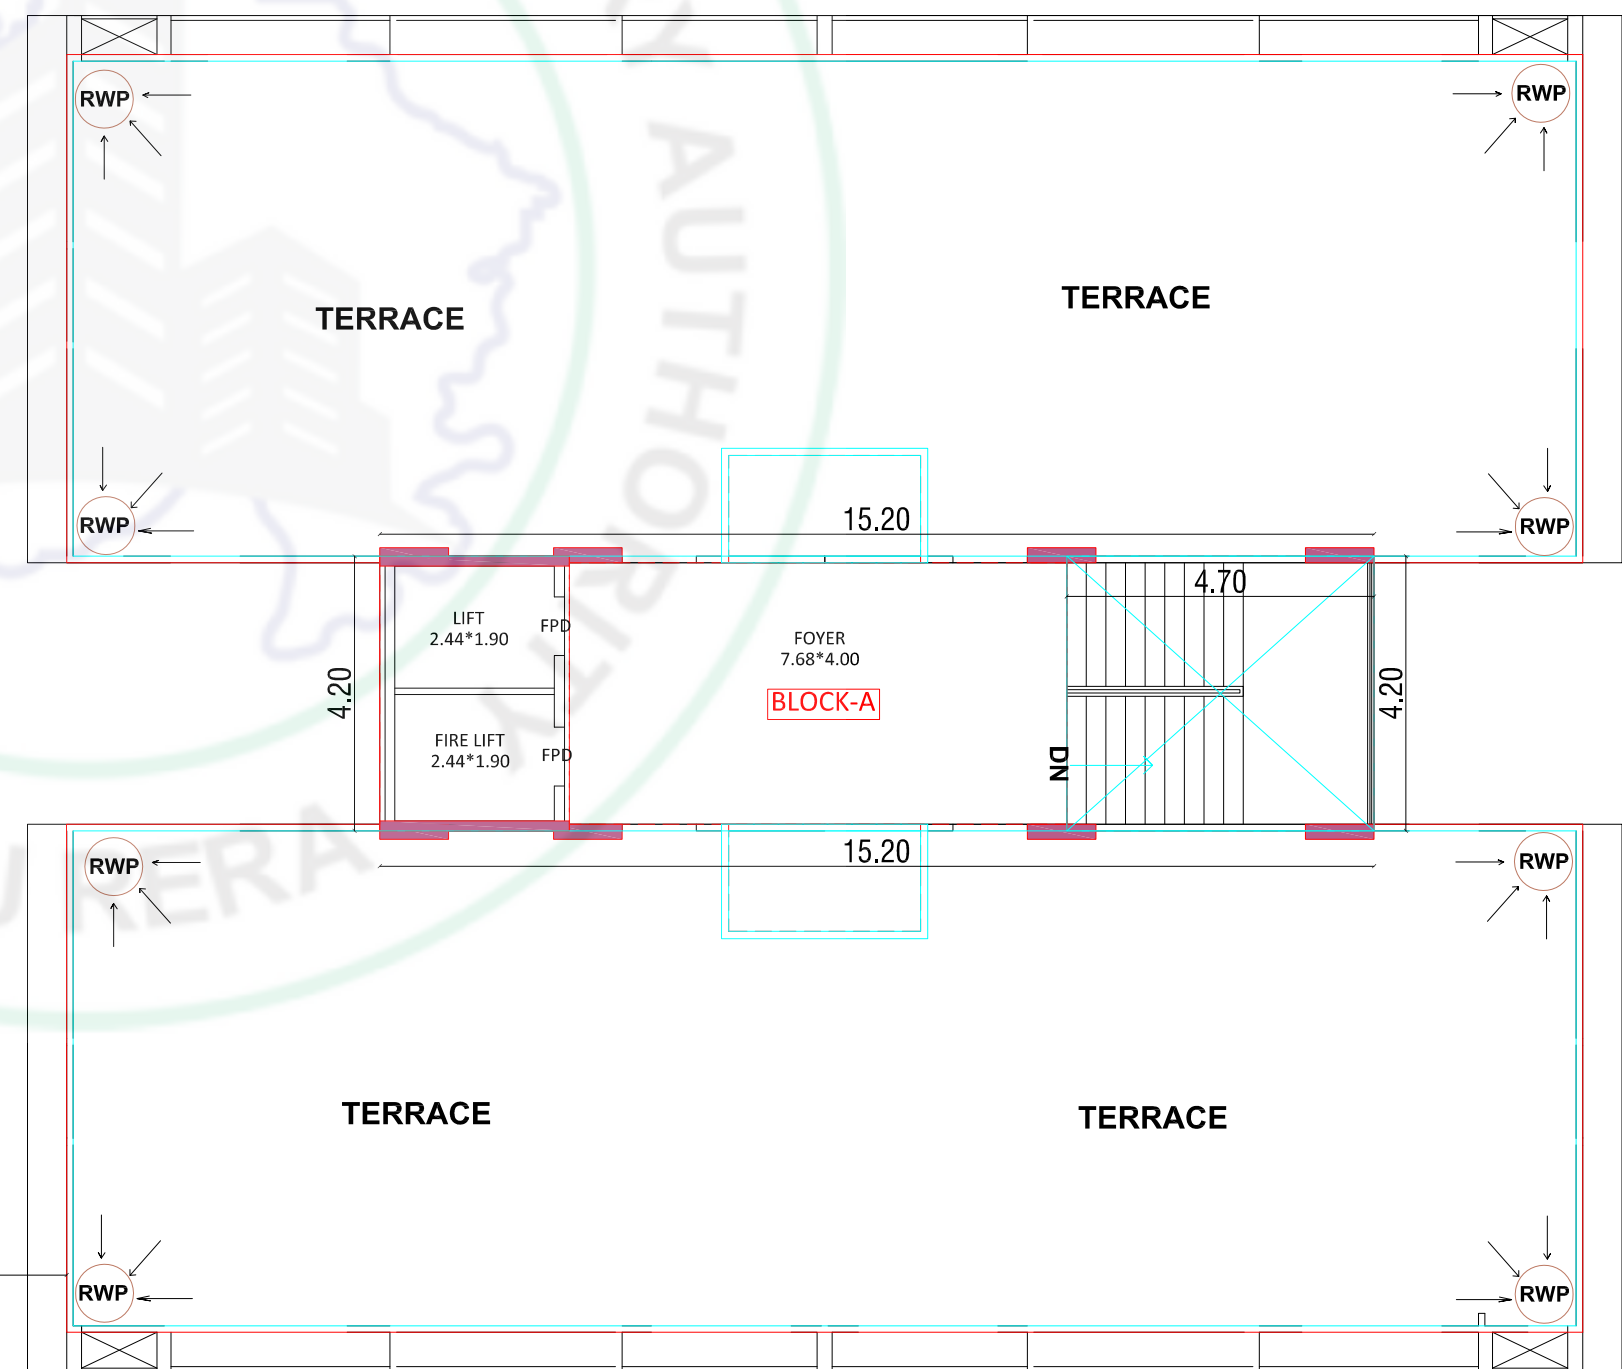 RWP
RWP
TERRACE
TERRACE
RWP
RWP
15.20
4.70
LIFT
2.44*1.90
FPD
FOYER
7.68*4.00
4.20
BLOCK-A
4.20
FIRE LIFT
2.44*1.90
FPD
DN
15.20
RWP
RWP
TERRACE
TERRACE
RWP
RWP
Y AUTHORITY
RERA